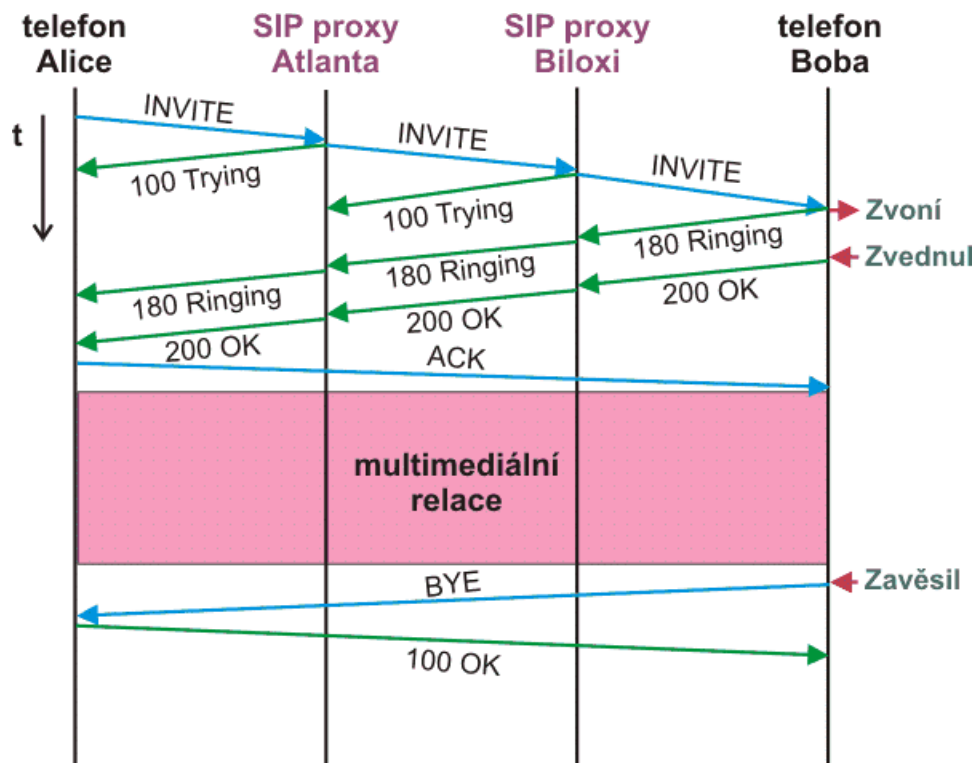 telefon
Alice
SIP proxy
Atlanta
SIP proxy
Biloxi
telefon
Boba
t
INVITE
INVITE
INVITE
100 Trying
100 Trying
Zvoní
180 Ringing
180 Ringing
180 Ringing
Zvednul
200 OK
200 OK
200 OK
ACK
multimediální
relace
BYE
Zavěsil
100 OK